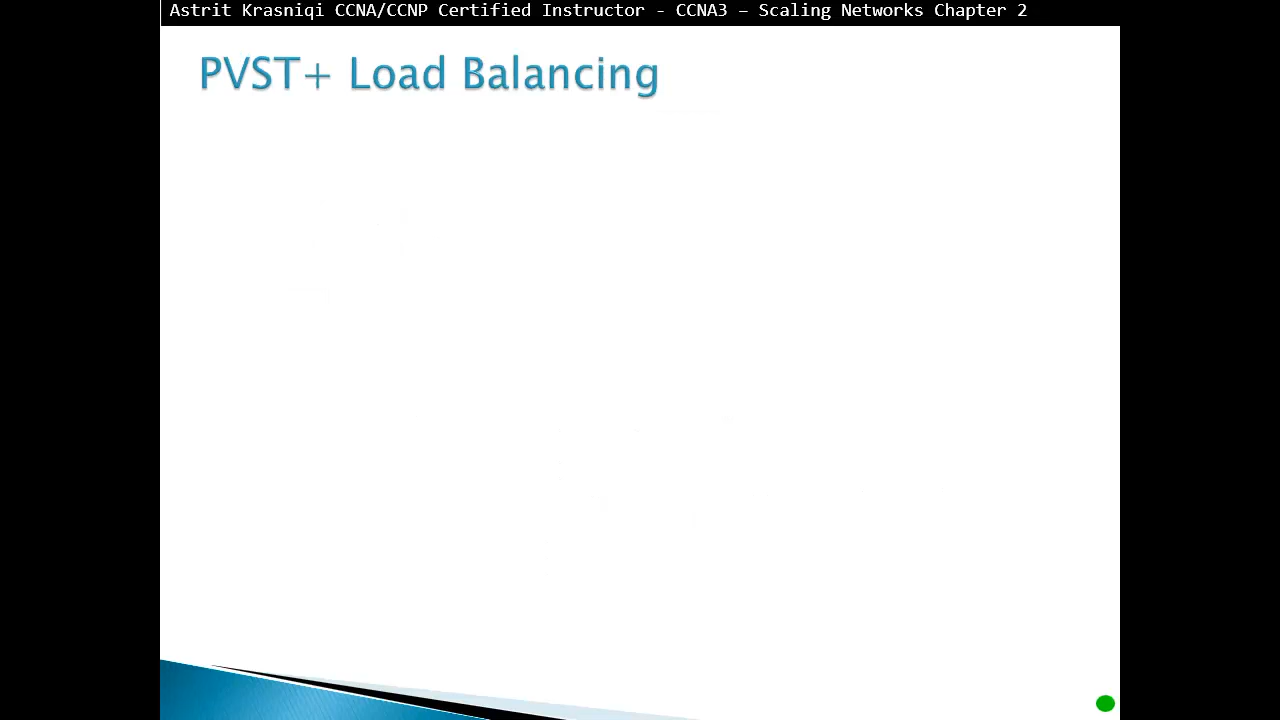 Astrit Krasniqi CCNA/CCNP Certified Instructor - CCNA3 – Scaling Networks Chapter 2
PVST+ Load Balancing